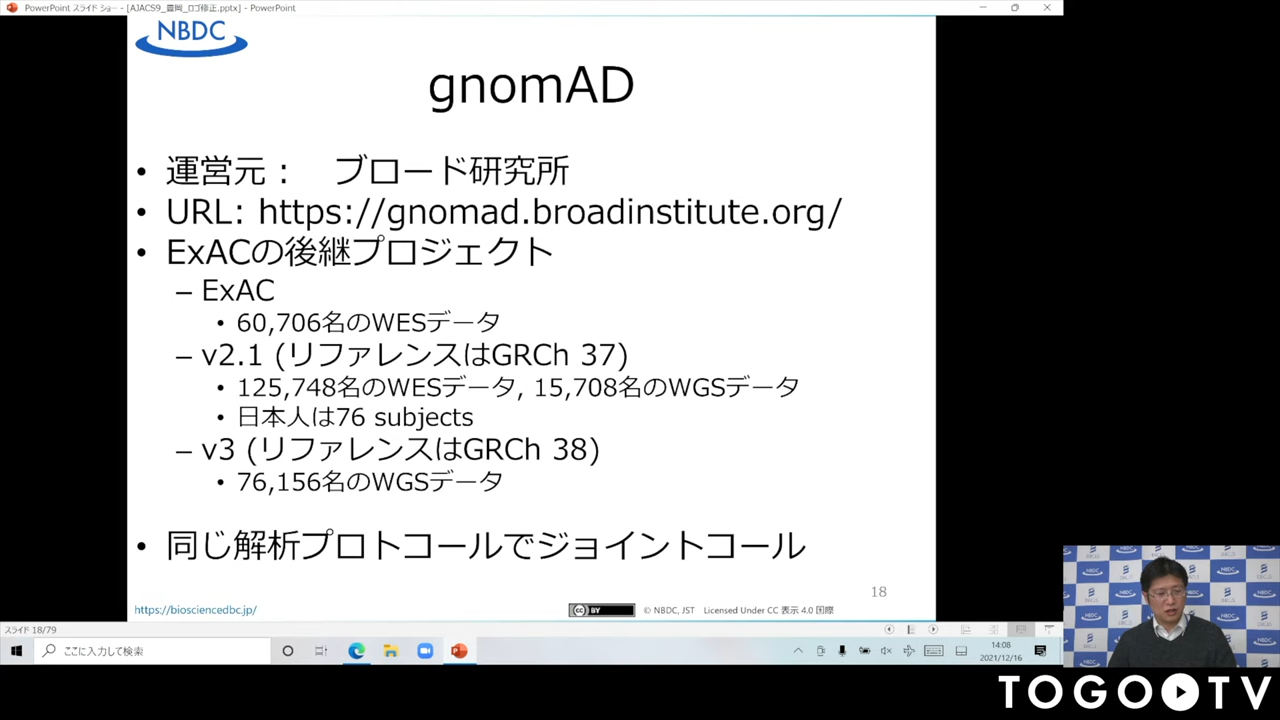 PowerPoint スライド ショー - [AJACS9_豊岡_ロゴ修正.pptx] - PowerPoint
NBDC
gnomAD
• 運営元： ブロード研究所
• URL: https://gnomad.broadinstitute.org/
• ExACの後継プロジェクト
– ExAC
• 60,706名のWESデータ
– v2.1 (リファレンスはGRCh 37)
• 125,748名のWESデータ, 15,708名のWGSデータ
• 日本人は76 subjects
– v3 (リファレンスはGRCh 38)
• 76,156名のWGSデータ
• 同じ解析プロトコールでジョイントコール
18
https://biosciencedbc.jp/
CC BY
© NBDC, JST Licensed Under CC 表示 4.0 国際
スライド 18/79
ここに入力して検索
14:08
2021/12/16
NBDC
TOGO TV